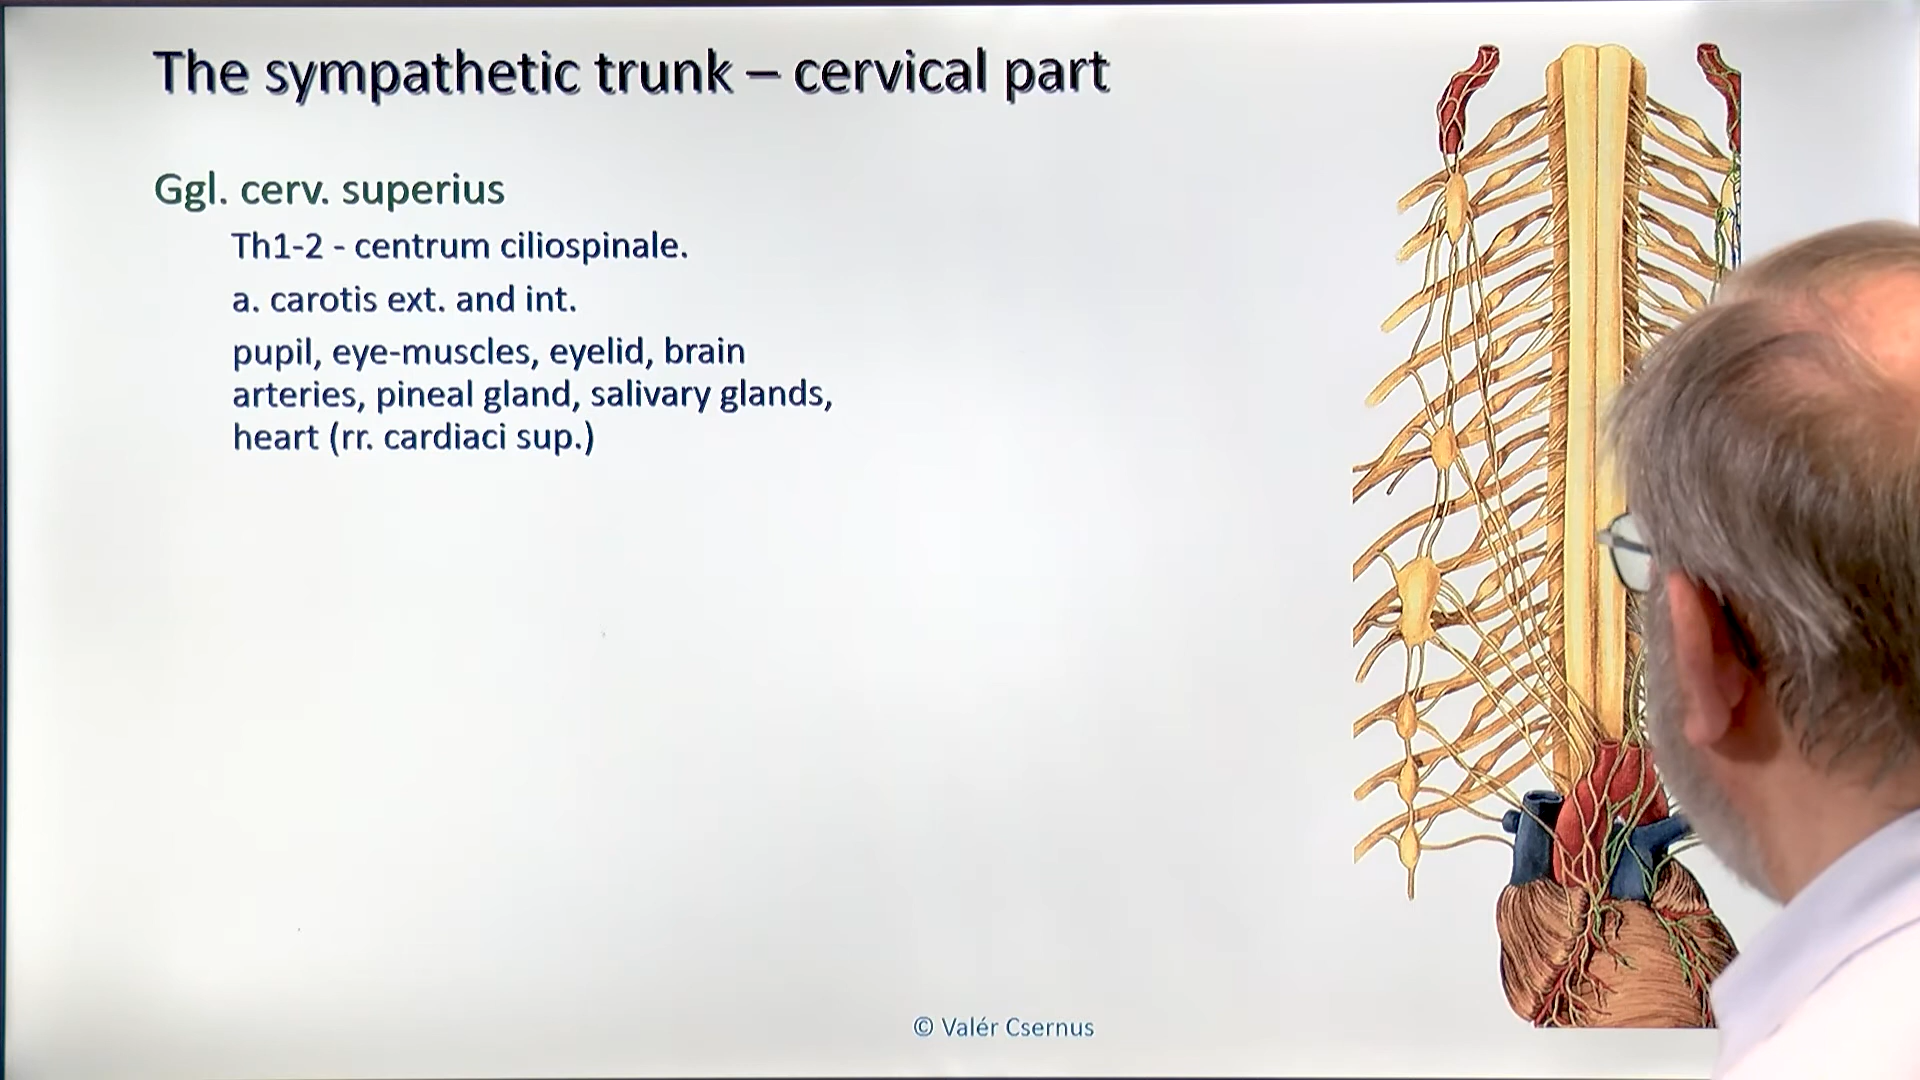 The sympathetic trunk – cervical part
Ggl. cerv. superius
Th1-2 - centrum ciliospinale.
a. carotis ext. and int.
pupil, eye-muscles, eyelid, brain
arteries, pineal gland, salivary glands,
heart (rr. cardiaci sup.)
© Valér Csernus